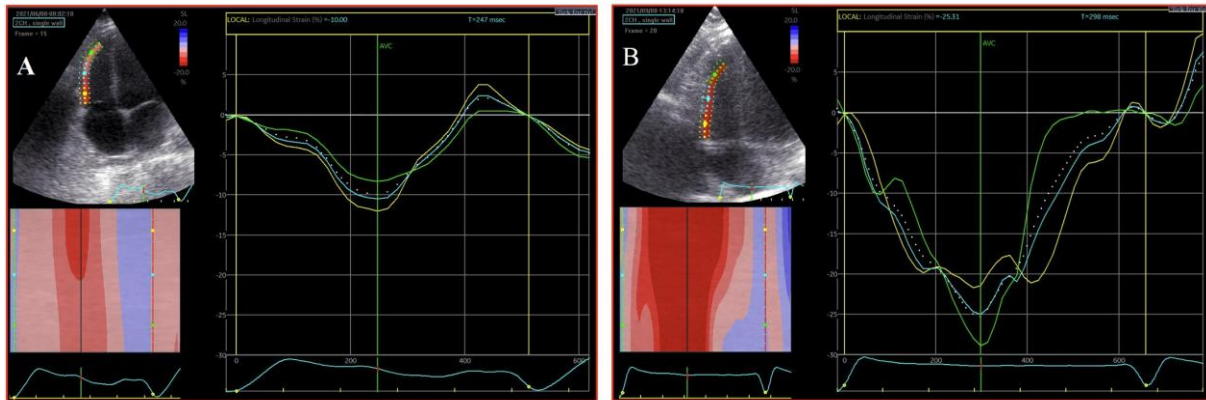 2CH , single wall
Frame = 15
SL
20.0
-20.0
%
A
LOCAL: Longitudinal Strain (%) =-10.00
T=247 msec
AVC
0
-5
-10
-15
-20
-25
-30
0
200
400
600
2CH , single wall
Frame = 20
SL
20.0
-20.0
%
B
LOCAL: Longitudinal Strain (%) =-25.31
T=298 msec
AVC
5
0
-5
-10
-15
-20
-25
-30
0
200
400
600